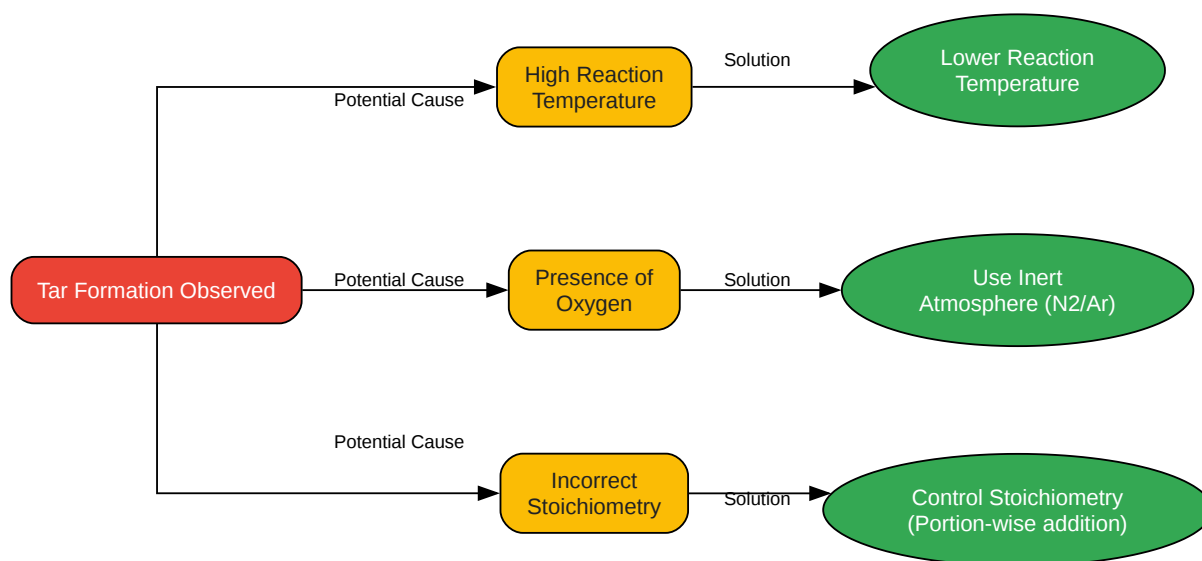 Potential Cause
High Reaction
Temperature
Solution
Lower Reaction
Temperature
Tar Formation Observed
Potential Cause
Presence of
Oxygen
Solution
Use Inert
Atmosphere (N2/Ar)
Potential Cause
Incorrect
Stoichiometry
Solution
Control Stoichiometry
(Portion-wise addition)